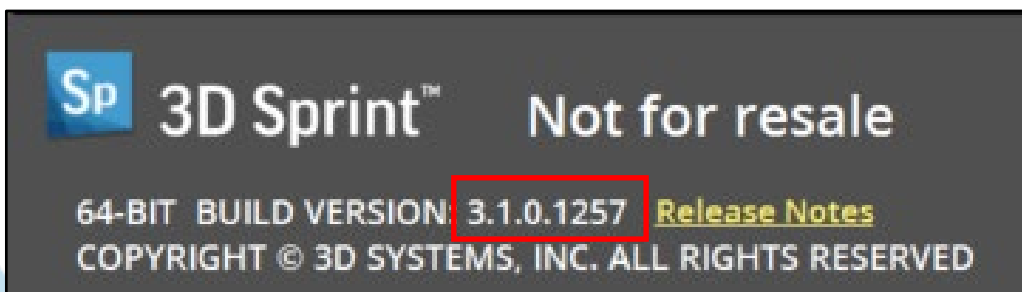 Sp 3D Sprint™ Not for resale
64-BIT BUILD VERSION: 3.1.0.1257 Release Notes
COPYRIGHT © 3D SYSTEMS, INC. ALL RIGHTS RESERVED